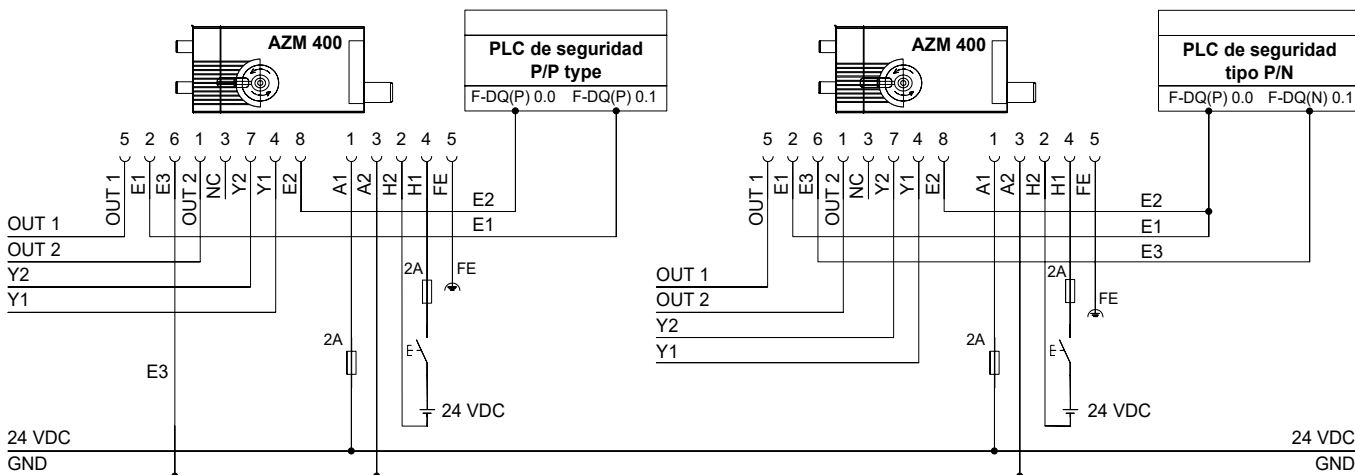 AZM 400
PLC de seguridad
P/P type
F-DQ(P) 0.0 F-DQ(P) 0.1
5 2 6 1 3 7 4 8 1 3 2 4 5
OUT 1 E1 E3 OUT 2 NC Y2 Y1 E2 A1 A2 H2 H1 FE
E2
E1
OUT 1
OUT 2
Y2
Y1
2A
FE
2A
E3
E
24 VDC
AZM 400
PLC de seguridad
tipo P/N
F-DQ(P) 0.0 F-DQ(N) 0.1
5 2 6 1 3 7 4 8 1 3 2 4 5
OUT 1 E1 E3 OUT 2 NC Y2 Y1 E2 A1 A2 H2 H1 FE
E2
E1
E3
OUT 1
OUT 2
Y2
Y1
2A
FE
2A
E
24 VDC
24 VDC 24 VDC
GND GND